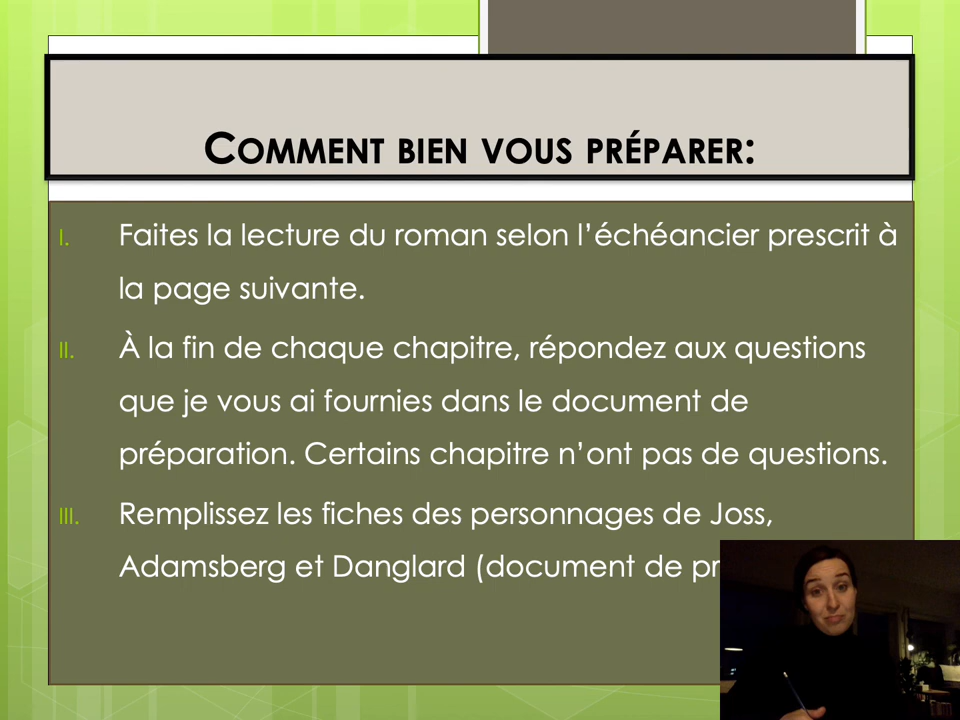 Comment bien vous préparer:
I. Faites la lecture du roman selon l’échéancier prescrit à
la page suivante.
II. À la fin de chaque chapitre, répondez aux questions
que je vous ai fournies dans le document de
préparation. Certains chapitre n’ont pas de questions.
III. Remplissez les fiches des personnages de Joss,
Adamsberg et Danglard (document de